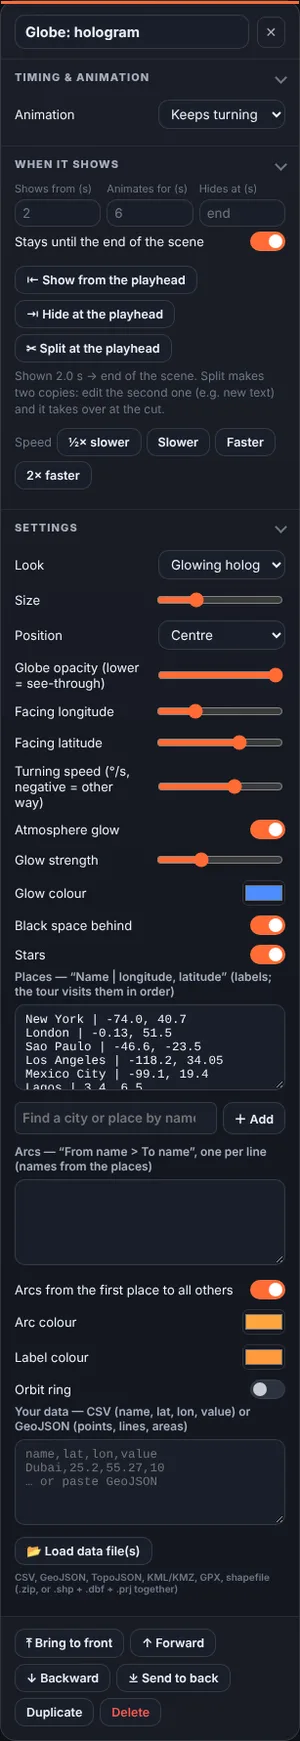 Globe: hologram
×
TIMING & ANIMATION
Animation
Keeps turning
WHEN IT SHOWS
Shows from (s)
Animates for (s)
Hides at (s)
2
6
end
Stays until the end of the scene
⇤ Show from the playhead
⇥ Hide at the playhead
✂ Split at the playhead
Shown 2.0 s → end of the scene. Split makes
two copies: edit the second one (e.g. new text)
and it takes over at the cut.
Speed
½× slower
Slower
Faster
2× faster
SETTINGS
Look
Glowing holog
Size
Position
Centre
Globe opacity (lower
= see-through)
Facing longitude
Facing latitude
Turning speed (°/s,
negative = other
way)
Atmosphere glow
Glow strength
Glow colour
Black space behind
Stars
Places — “Name | longitude, latitude” (labels;
the tour visits them in order)
New York | -74.0, 40.7
London | -0.13, 51.5
Sao Paulo | -46.6, -23.5
Los Angeles | -118.2, 34.05
Mexico City | -99.1, 19.4
Lagos | 3.4, 6.5
Find a city or place by name
+ Add
Arcs — “From name > To name”, one per line
(names from the places)
Arcs from the first place to all others
Arc colour
Label colour
Orbit ring
Your data — CSV (name, lat, lon, value) or
GeoJSON (points, lines, areas)
name,lat,lon,value
Dubai,25.2,55.27,10
… or paste GeoJSON
📂 Load data file(s)
CSV, GeoJSON, TopoJSON, KML/KMZ, GPX, shapefile
(.zip, or .shp + .dbf + .prj together)
⤒ Bring to front
↑ Forward
↓ Backward
⤓ Send to back
Duplicate
Delete